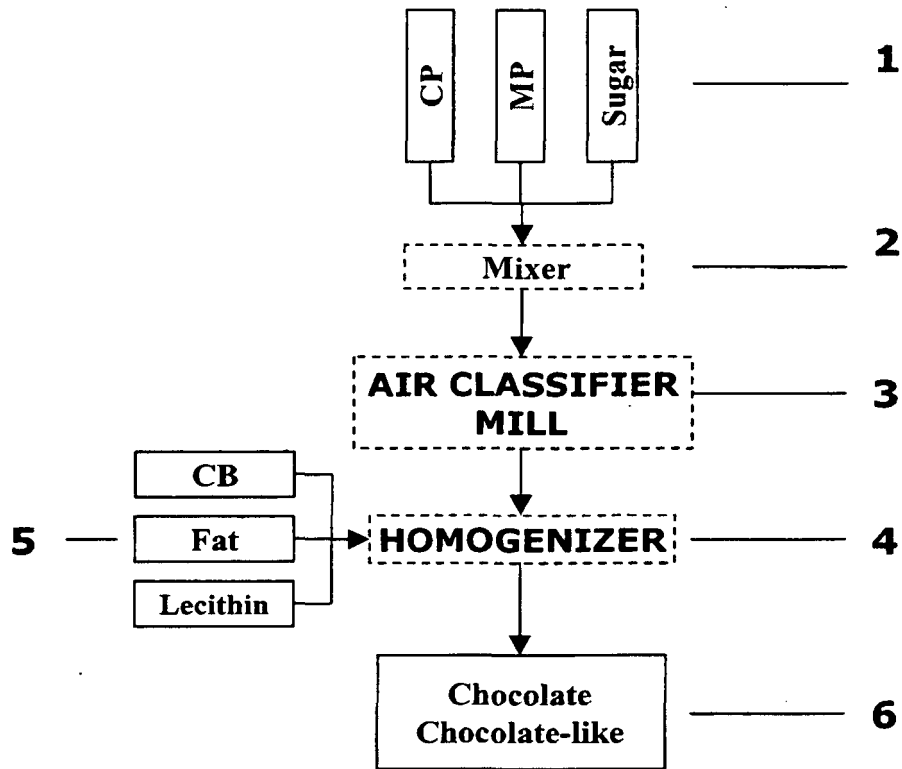 CP
MP
Sugar
1
Mixer
2
AIR CLASSIFIER
MILL
3
CB
Fat
Lecithin
5
HOMOGENIZER
4
Chocolate
Chocolate-like
6